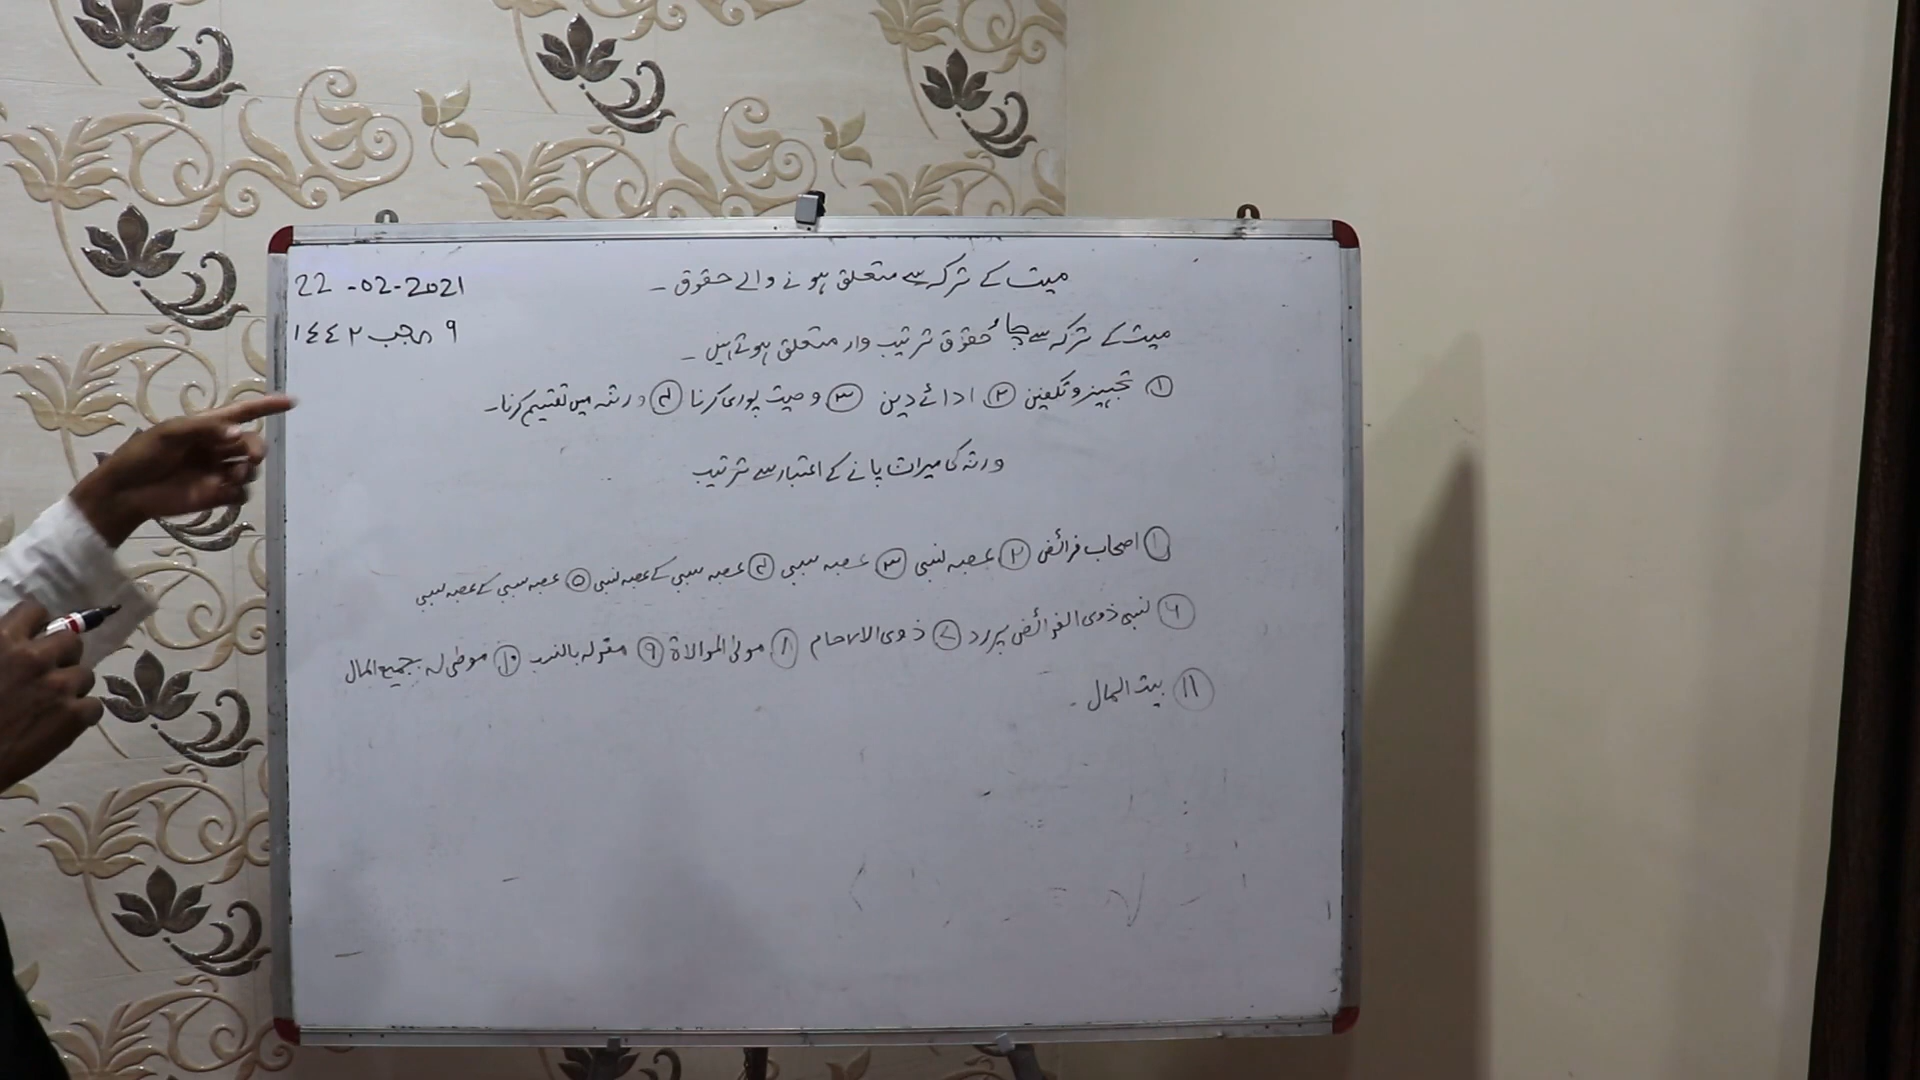 میت کے ترکہ سے متعلق ہونے والے حقوق ۔
22-02-2021
۹ رجب ١٤٤٢
میت کے ترکہ سے چار حقوق ترتیب وار متعلق ہوتے ہیں ۔
① تجہیز و تکفین ② ادائے دین ③ وصیت پوری کرنا ④ ورثہ میں تقسیم کرنا ۔
ورثہ کا میراث پانے کے اعتبار سے ترتیب
① اصحاب فرائض ② عصبہ نسبی ③ عصبہ سببی ④ عصبہ سببی کے عصبہ نسبی ⑤ عصبہ سببی کے عصبہ سببی
⑥ نسبی ذوی الفرائض پر رد ⑦ ذوی الارحام ⑧ مولی الموالاة ⑨ مقرلہ بالنسب ⑩ موصی لہ بجمیع المال
⑪ بیت المال ۔